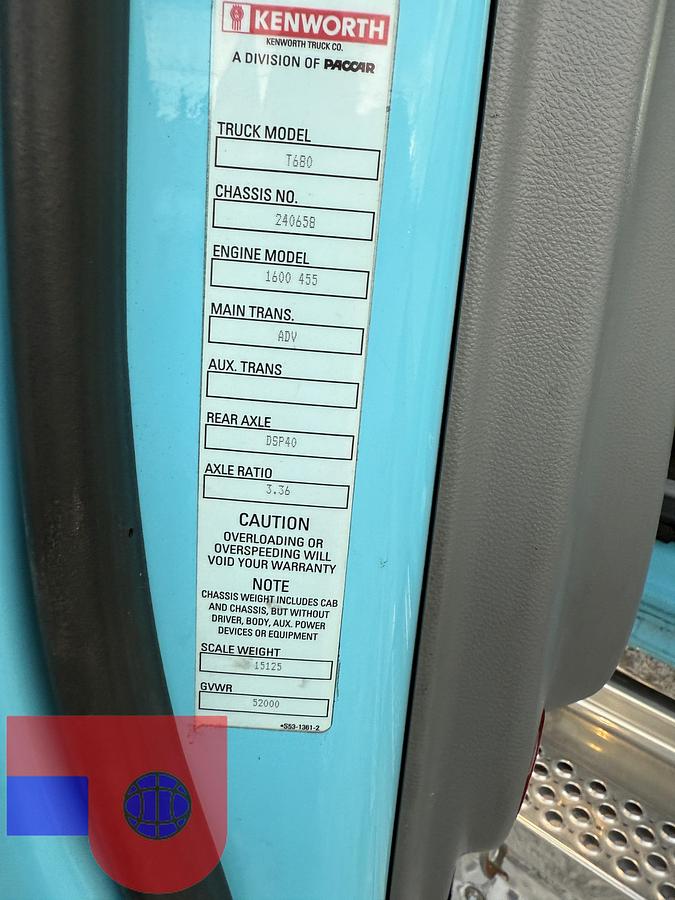 KENWORTH
KENWORTH TRUCK CO.
A DIVISION OF PACCAR
TRUCK MODEL
T680
CHASSIS NO.
240658
ENGINE MODEL
1600 455
MAIN TRANS.
ADV
AUX. TRANS
REAR AXLE
DSP40
AXLE RATIO
3.36
CAUTION
OVERLOADING OR
OVERSPEEDING WILL
VOID YOUR WARRANTY
NOTE
CHASSIS WEIGHT INCLUDES CAB
AND CHASSIS, BUT WITHOUT
DRIVER, BODY, AUX. POWER
DEVICES OR EQUIPMENT
SCALE WEIGHT
15125
GVWR
52000
*S53-1361-2